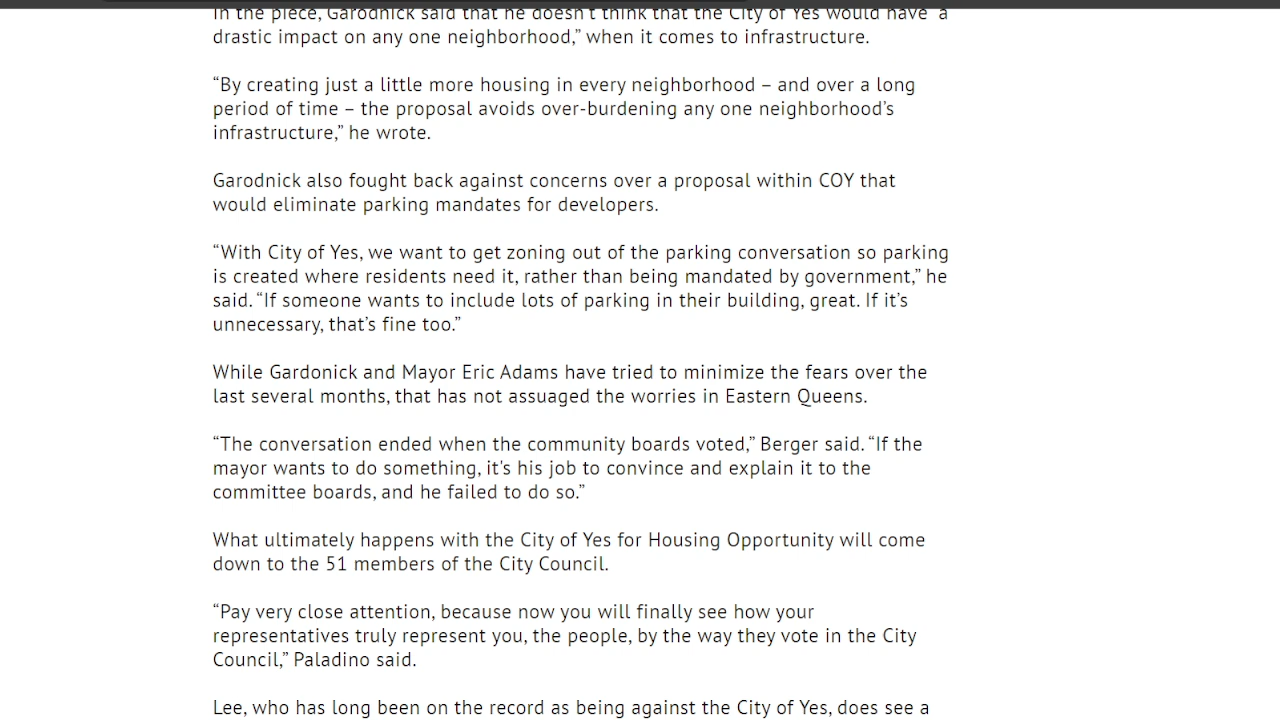 In the piece, Garodnick said that he doesn't think that the City of Yes would have “a
drastic impact on any one neighborhood,” when it comes to infrastructure.
“By creating just a little more housing in every neighborhood – and over a long
period of time – the proposal avoids over-burdening any one neighborhood’s
infrastructure,” he wrote.
Garodnick also fought back against concerns over a proposal within COY that
would eliminate parking mandates for developers.
“With City of Yes, we want to get zoning out of the parking conversation so parking
is created where residents need it, rather than being mandated by government,” he
said. “If someone wants to include lots of parking in their building, great. If it’s
unnecessary, that’s fine too.”
While Gardonick and Mayor Eric Adams have tried to minimize the fears over the
last several months, that has not assuaged the worries in Eastern Queens.
“The conversation ended when the community boards voted,” Berger said. “If the
mayor wants to do something, it's his job to convince and explain it to the
committee boards, and he failed to do so.”
What ultimately happens with the City of Yes for Housing Opportunity will come
down to the 51 members of the City Council.
“Pay very close attention, because now you will finally see how your
representatives truly represent you, the people, by the way they vote in the City
Council,” Paladino said.
Lee, who has long been on the record as being against the City of Yes, does see a